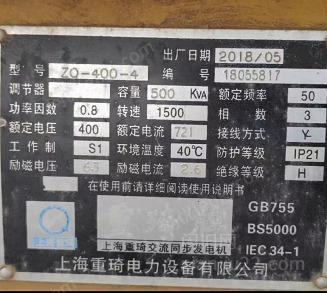 出厂日期 2018/05
型号 ZQ-400-4 编号 18055817
调节器 容量 500 KVA 额定频率 50
功率因数 0.8 转速 1500 相数 3
额定电压 400 额定电流 721 接线方式 Y-
工作制 S1 环境温度 40℃ 防护等级 IP21
励磁电压 65 励磁电流 2.6 绝缘等级 H
在使用前请详细阅读使用说明书
GB755
BS5000
上海重琦交流同步发电机 IEC 34-1
上海重琦电力设备有限公司